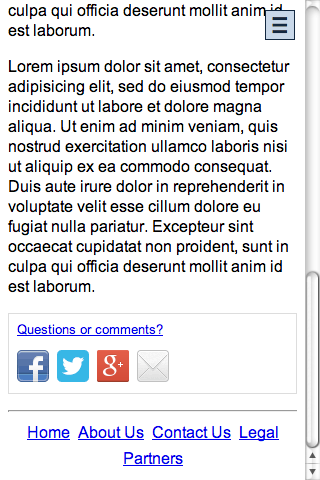 culpa qui officia deserunt mollit anim id
est laborum.
Lorem ipsum dolor sit amet, consectetur
adipisicing elit, sed do eiusmod tempor
incididunt ut labore et dolore magna
aliqua. Ut enim ad minim veniam, quis
nostrud exercitation ullamco laboris nisi
ut aliquip ex ea commodo consequat.
Duis aute irure dolor in reprehenderit in
voluptate velit esse cillum dolore eu
fugiat nulla pariatur. Excepteur sint
occaecat cupidatat non proident, sunt in
culpa qui officia deserunt mollit anim id
est laborum.
Questions or comments?
f g+
Home About Us Contact Us Legal
Partners